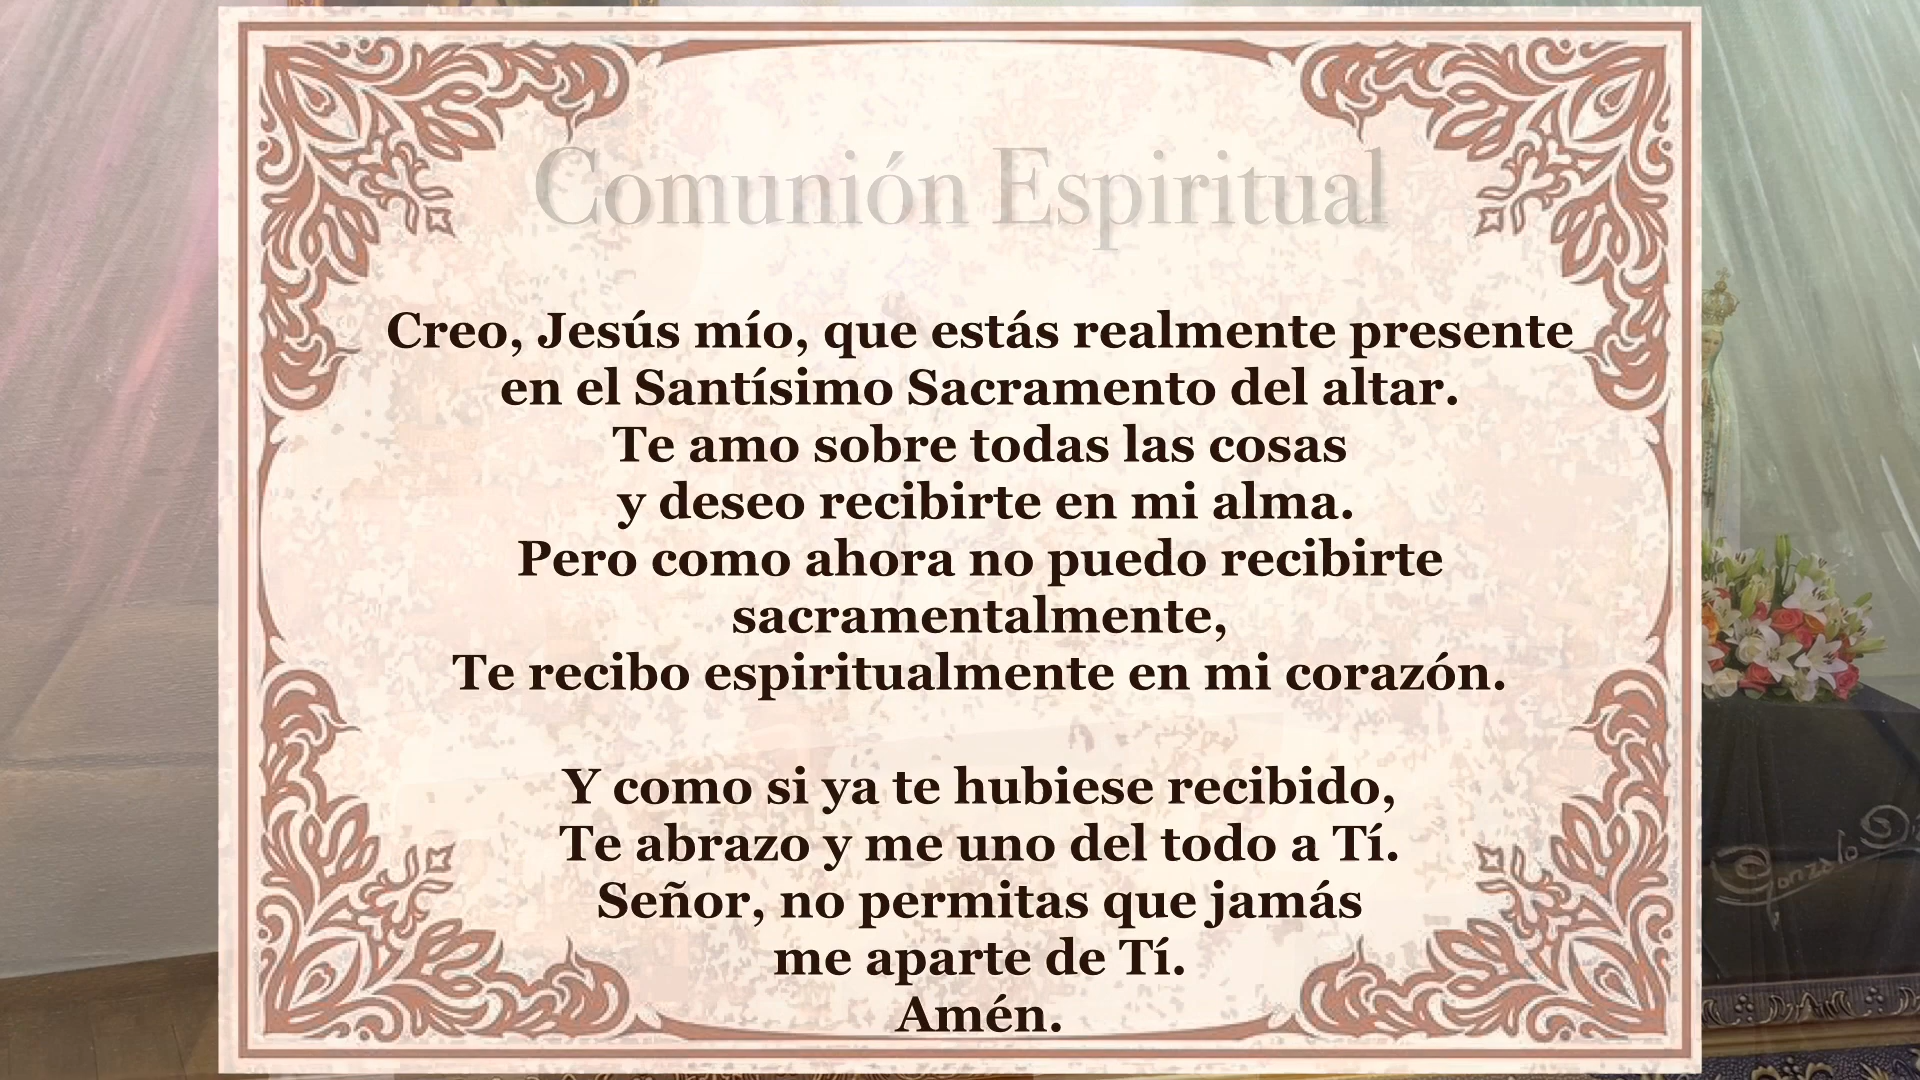 Comunión Espiritual
Creo, Jesús mío, que estás realmente presente
en el Santísimo Sacramento del altar.
Te amo sobre todas las cosas
y deseo recibirte en mi alma.
Pero como ahora no puedo recibirte
sacramentalmente,
Te recibo espiritualmente en mi corazón.
Y como si ya te hubiese recibido,
Te abrazo y me uno del todo a Tí.
Señor, no permitas que jamás
me aparte de Tí.
Amén.
Gonzalo